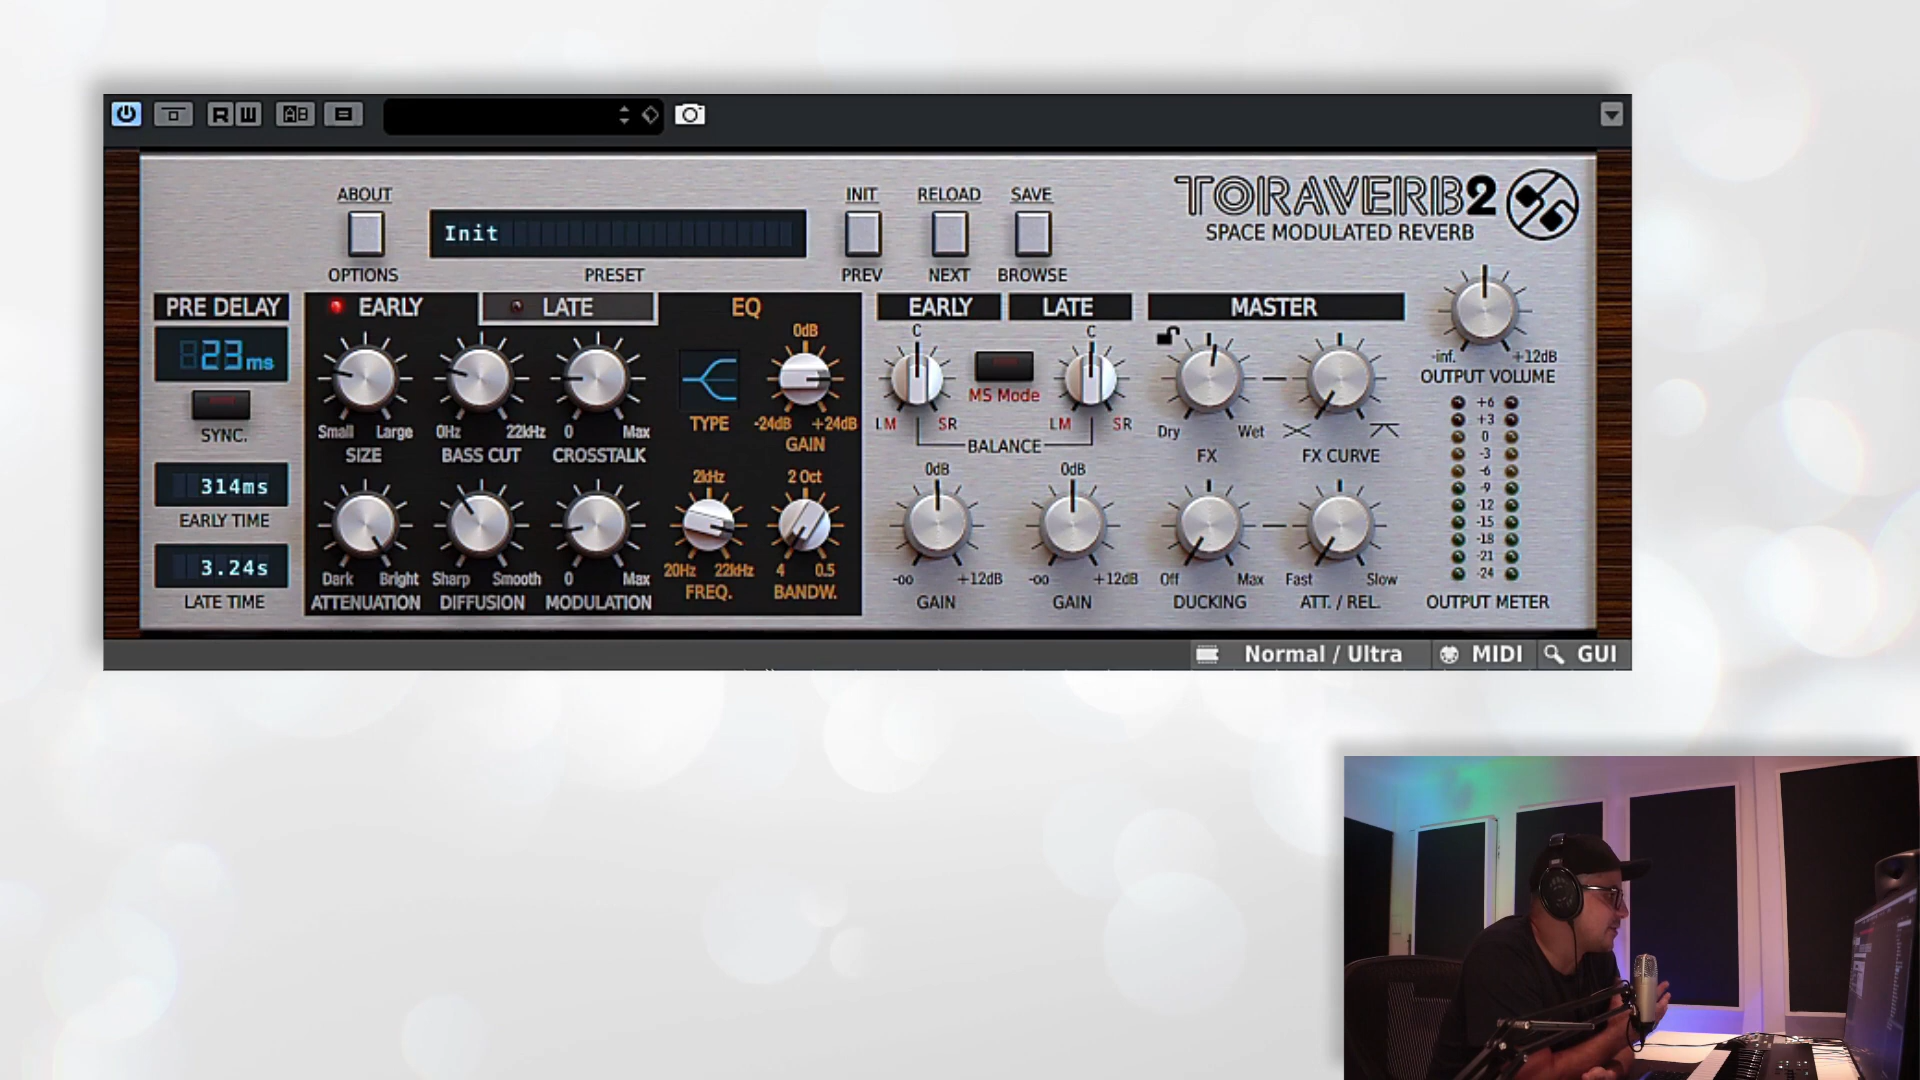 R W AB
ABOUT INIT RELOAD SAVE
TORAVERB2
SPACE MODULATED REVERB
Init
OPTIONS PRESET PREV NEXT BROWSE
PRE DELAY EARLY LATE EQ EARLY LATE MASTER
23 ms
SYNC.
314ms
EARLY TIME
3.24s
LATE TIME
Small Large 0Hz 22kHz 0 Max
SIZE BASS CUT CROSSTALK
Dark Bright Sharp Smooth 0 Max
ATTENUATION DIFFUSION MODULATION
0dB
TYPE -24dB +24dB
GAIN
2kHz 2 Oct
20Hz 22kHz 4 0.5
FREQ. BANDW.
C C
MS Mode
LM SR LM SR
BALANCE
0dB 0dB
-oo +12dB -oo +12dB
GAIN GAIN
Dry Wet
FX FX CURVE
Off Max Fast Slow
DUCKING ATT. / REL.
-inf. +12dB
OUTPUT VOLUME
+6
+3
0
-3
-6
-9
-12
-15
-18
-21
-24
OUTPUT METER
Normal / Ultra MIDI GUI